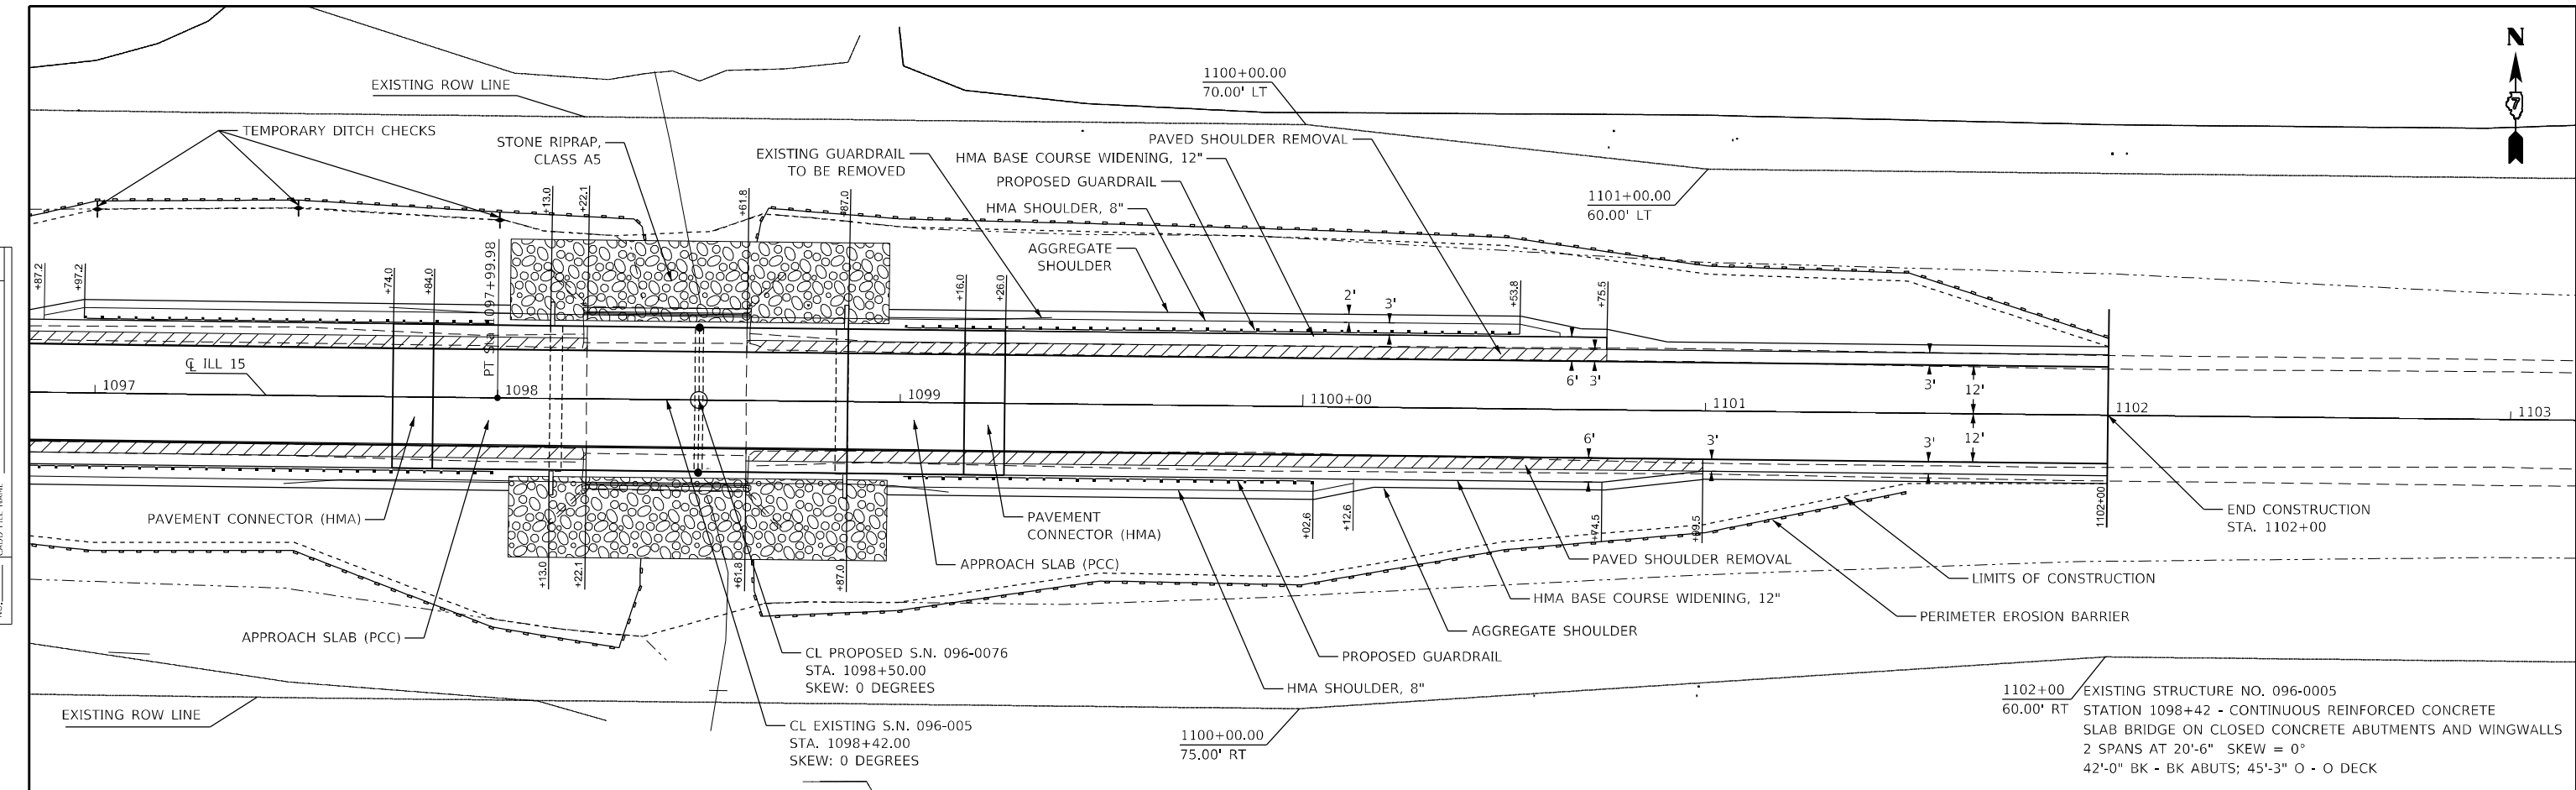 N
7
EXISTING ROW LINE
1100+00.00
70.00' LT
TEMPORARY DITCH CHECKS
STONE RIPRAP,
CLASS A5
EXISTING GUARDRAIL
TO BE REMOVED
PAVED SHOULDER REMOVAL
HMA BASE COURSE WIDENING, 12"
PROPOSED GUARDRAIL
HMA SHOULDER, 8"
AGGREGATE
SHOULDER
1101+00.00
60.00' LT
+13.0
+22.1
+61.8
+87.0
+87.2
+97.2
+74.0
+84.0
PT Sta 1097+99.98
+16.0
+26.0
2'
3'
+53.8
+75.5
6'
3'
3'
12'
℄ ILL 15
1097
1098
1099
1100+00
1101
1102
1103
6'
3'
3'
12'
PAVEMENT CONNECTOR (HMA)
APPROACH SLAB (PCC)
+13.0
+22.1
+61.8
+87.0
PAVEMENT
CONNECTOR (HMA)
APPROACH SLAB (PCC)
+02.6
+12.6
+74.5
+99.5
1102+00
END CONSTRUCTION
STA. 1102+00
PAVED SHOULDER REMOVAL
LIMITS OF CONSTRUCTION
HMA BASE COURSE WIDENING, 12"
PERIMETER EROSION BARRIER
AGGREGATE SHOULDER
PROPOSED GUARDRAIL
HMA SHOULDER, 8"
CL PROPOSED S.N. 096-0076
STA. 1098+50.00
SKEW: 0 DEGREES
EXISTING ROW LINE
CL EXISTING S.N. 096-005
STA. 1098+42.00
SKEW: 0 DEGREES
1100+00.00
75.00' RT
1102+00
60.00' RT
EXISTING STRUCTURE NO. 096-0005
STATION 1098+42 - CONTINUOUS REINFORCED CONCRETE
SLAB BRIDGE ON CLOSED CONCRETE ABUTMENTS AND WINGWALLS
2 SPANS AT 20'-6" SKEW = 0°
42'-0" BK - BK ABUTS; 45'-3" O - O DECK